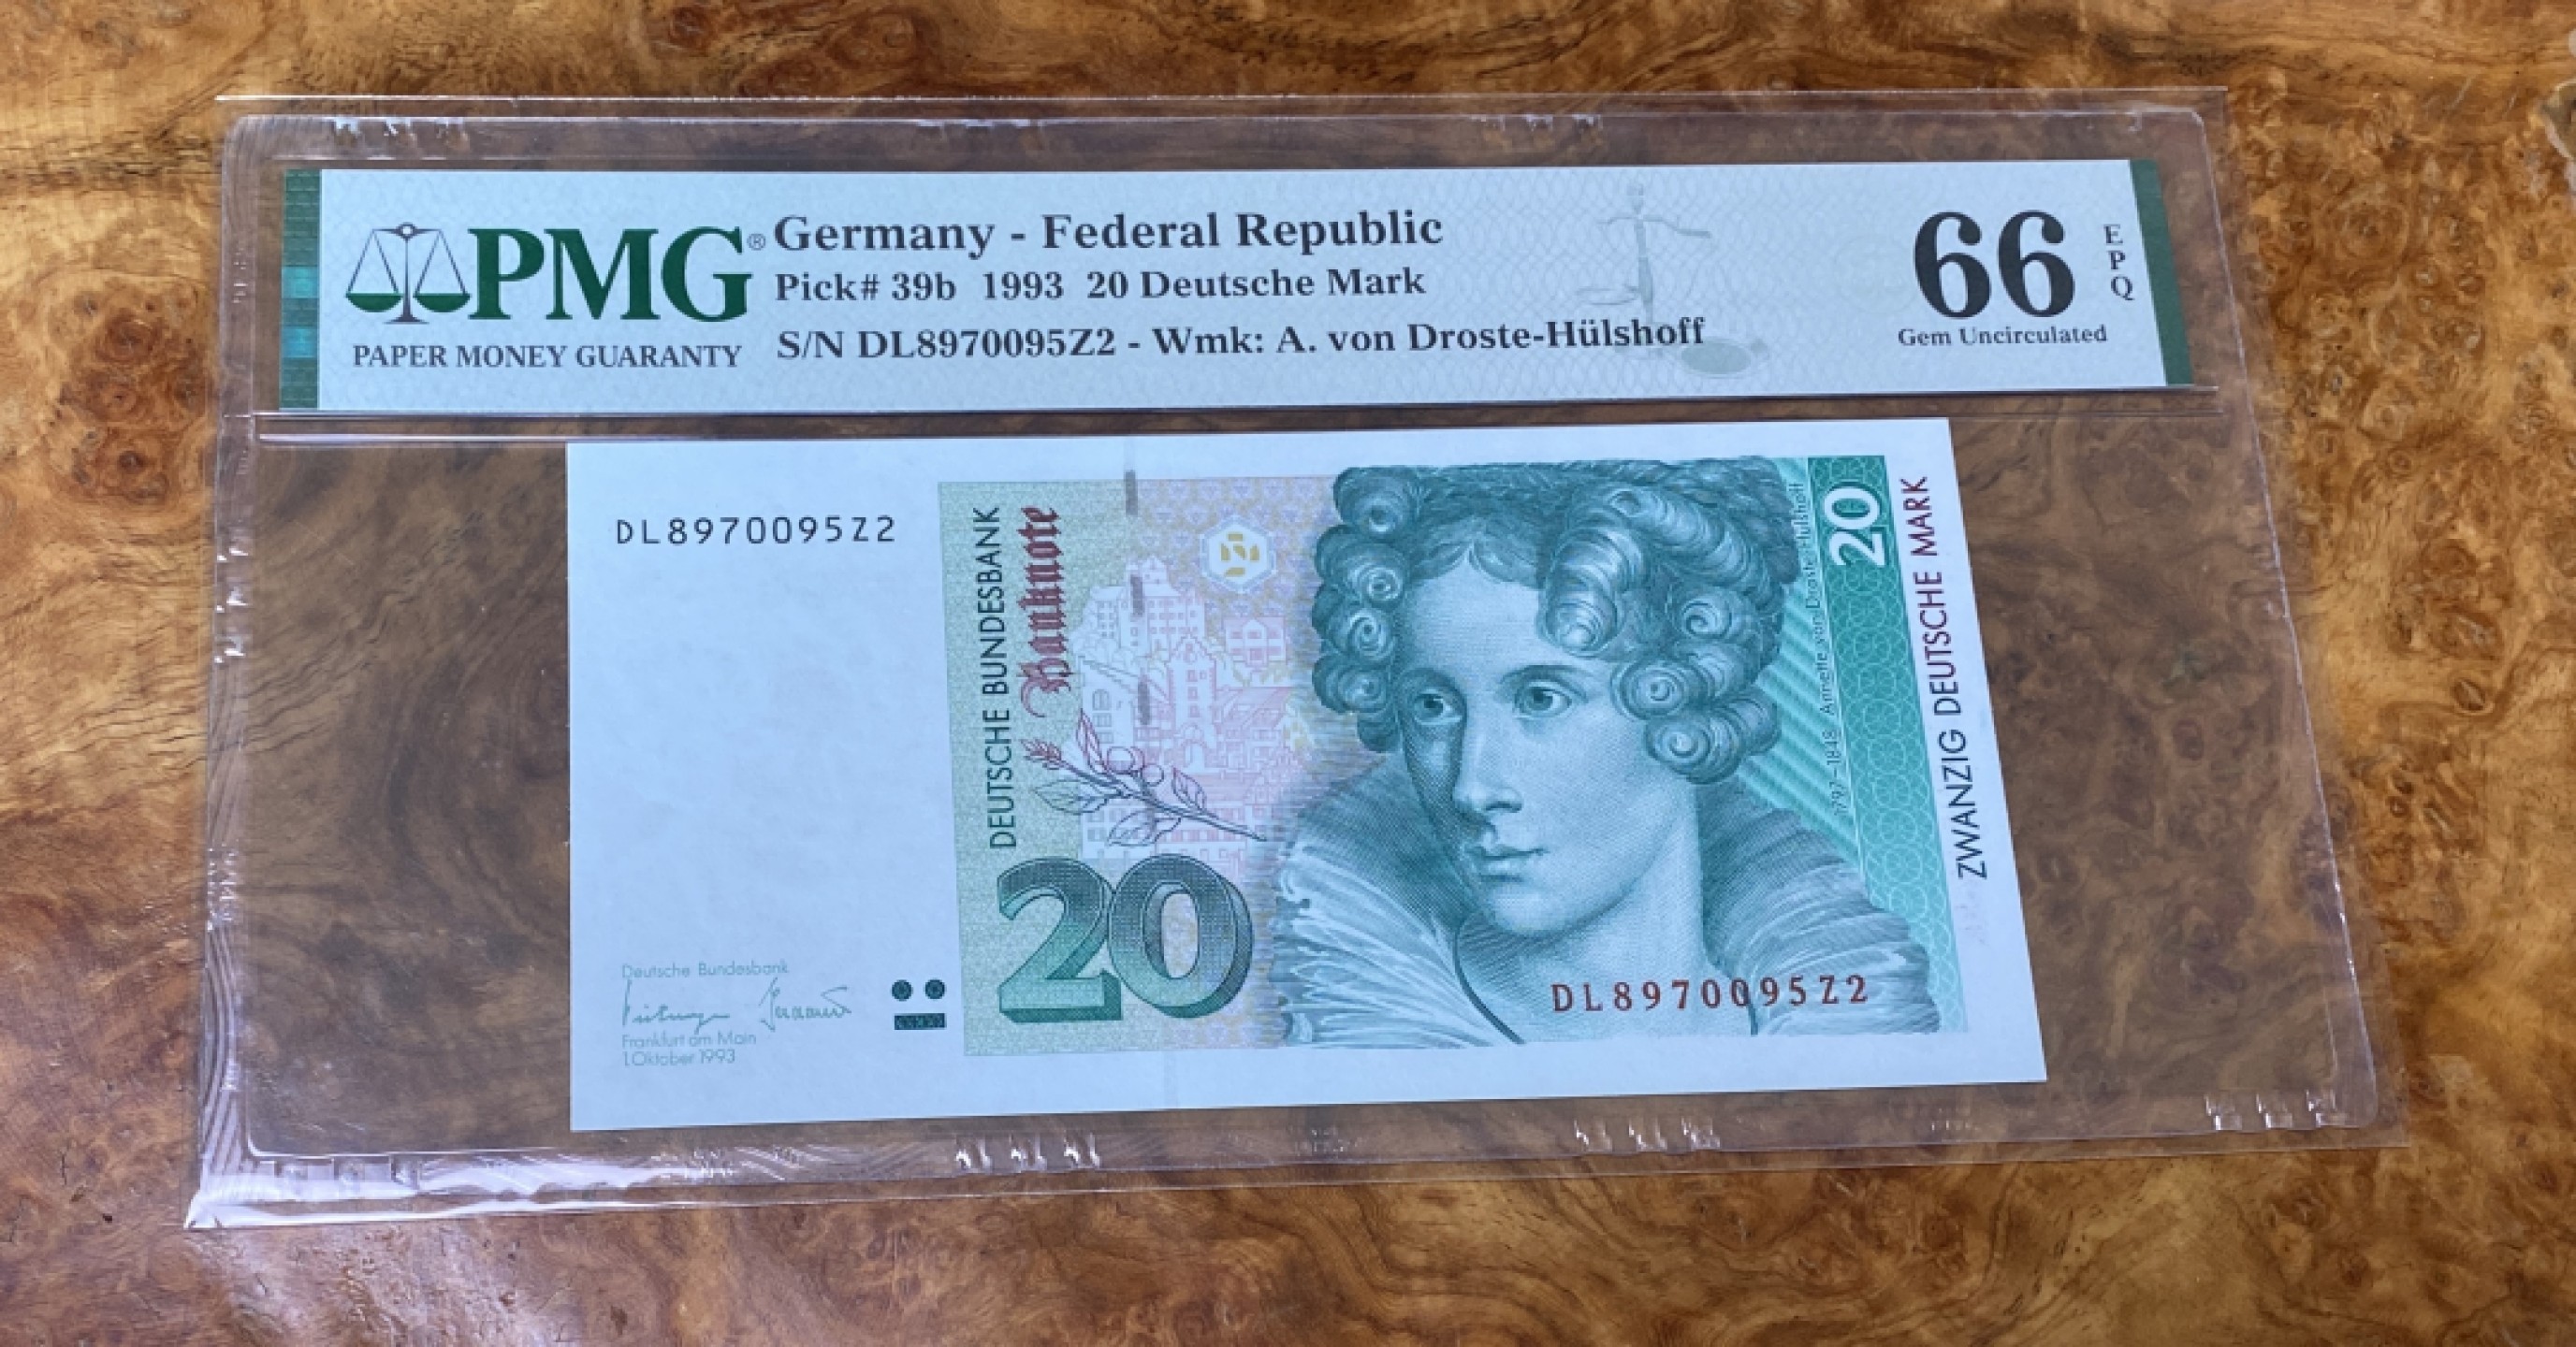 PMG®
PAPER MONEY GUARANTY
Germany - Federal Republic
Pick# 39b 1993 20 Deutsche Mark
S/N DL8970095Z2 - Wmk: A. von Droste-Hülshoff
66
EPQ
Gem Uncirculated
DL8970095Z2
DEUTSCHE BUNDESBANK
Banknote
20
Deutsche Bundesbank
Frankfurt am Main
1.Oktober 1993
1797-1848 Annette von Droste-Hülshoff
20
ZWANZIG DEUTSCHE MARK
DL8970095Z2